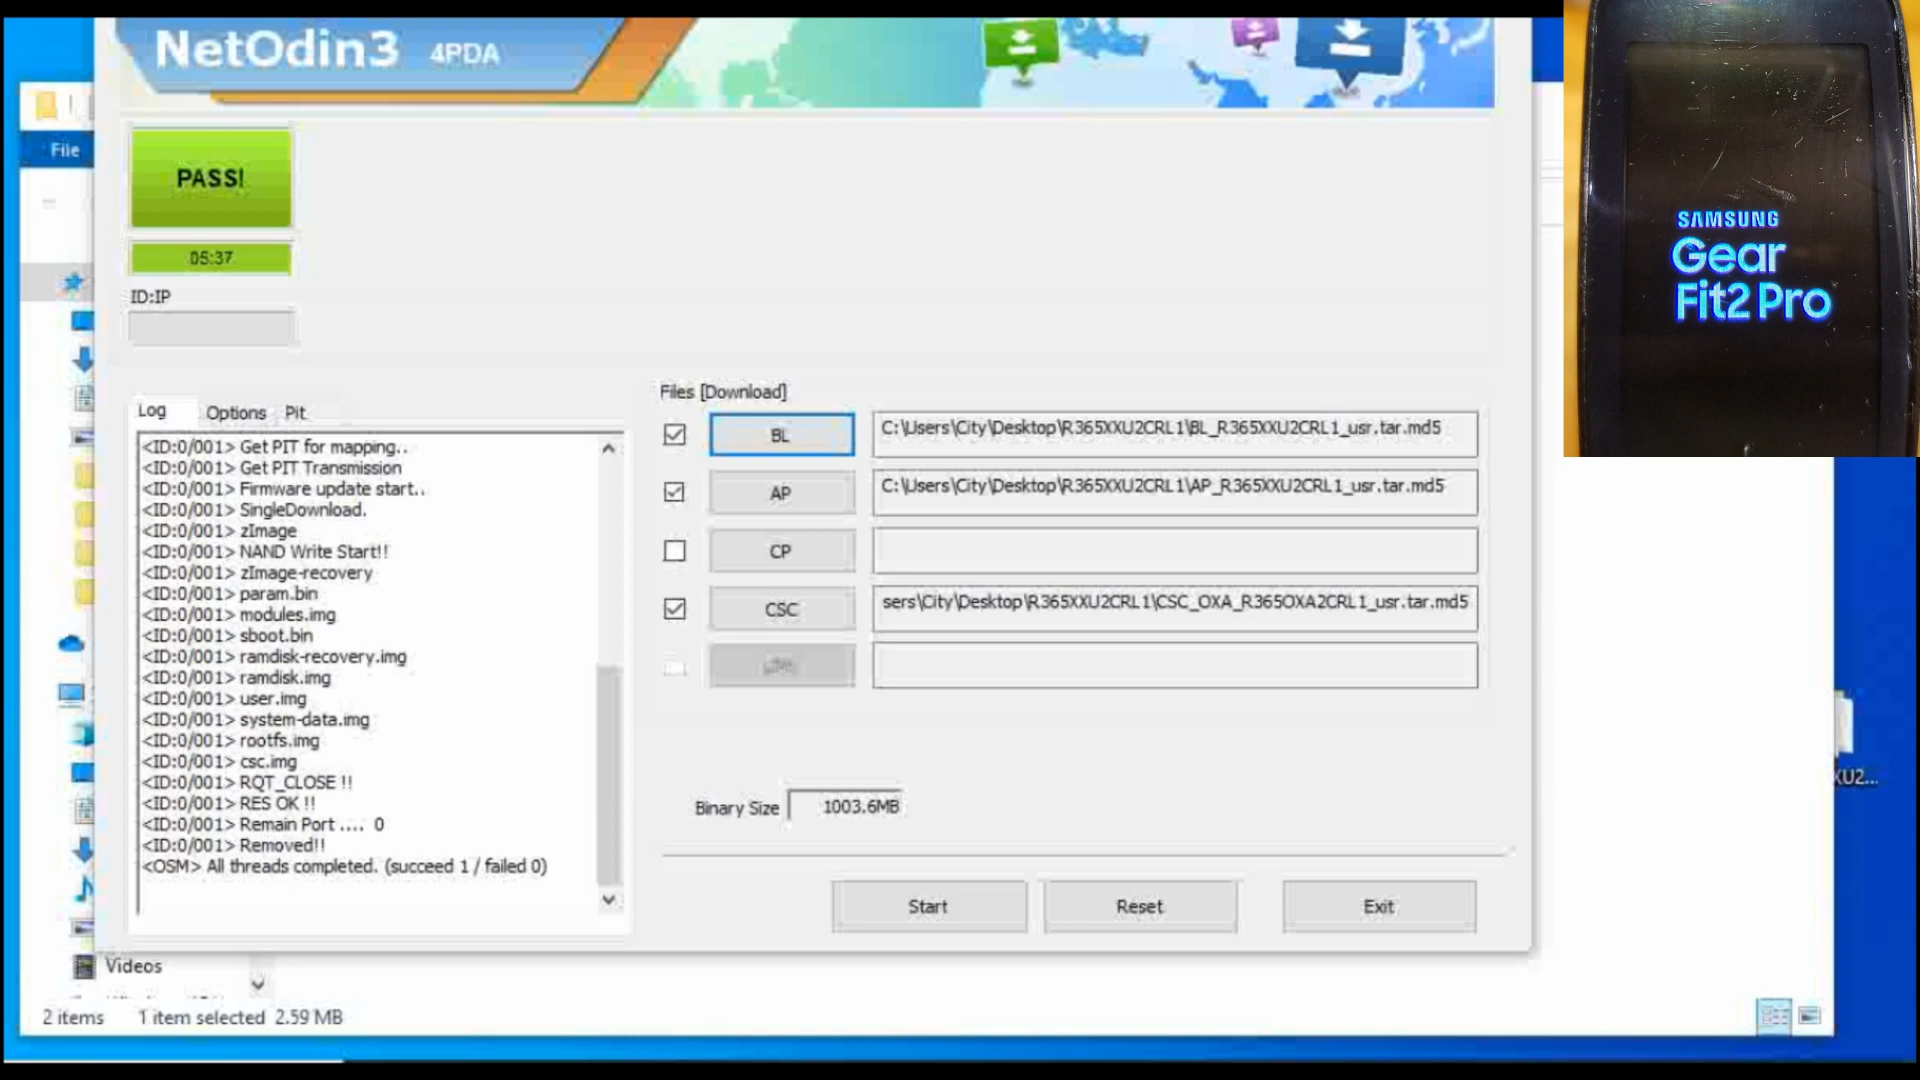 NetOdin3 4PDA
File
PASS!
05:37
ID:IP
Log Options Pit
<ID:0/001> Get PIT for mapping..
<ID:0/001> Get PIT Transmission
<ID:0/001> Firmware update start..
<ID:0/001> SingleDownload.
<ID:0/001> zImage
<ID:0/001> NAND Write Start!!
<ID:0/001> zImage-recovery
<ID:0/001> param.bin
<ID:0/001> modules.img
<ID:0/001> sboot.bin
<ID:0/001> ramdisk-recovery.img
<ID:0/001> ramdisk.img
<ID:0/001> user.img
<ID:0/001> system-data.img
<ID:0/001> rootfs.img
<ID:0/001> csc.img
<ID:0/001> RQT_CLOSE !!
<ID:0/001> RES OK !!
<ID:0/001> Remain Port .... 0
<ID:0/001> Removed!!
<OSM> All threads completed. (succeed 1 / failed 0)
Files [Download]
BL C:\Users\City\Desktop\R365XXU2CRL1\BL_R365XXU2CRL1_usr.tar.md5
AP C:\Users\City\Desktop\R365XXU2CRL1\AP_R365XXU2CRL1_usr.tar.md5
CP
CSC sers\City\Desktop\R365XXU2CRL1\CSC_OXA_R365OXA2CRL1_usr.tar.md5
Binary Size 1003.6MB
Start Reset Exit
Videos
2 items 1 item selected 2.59 MB
XU2...
SAMSUNG
Gear
Fit2 Pro